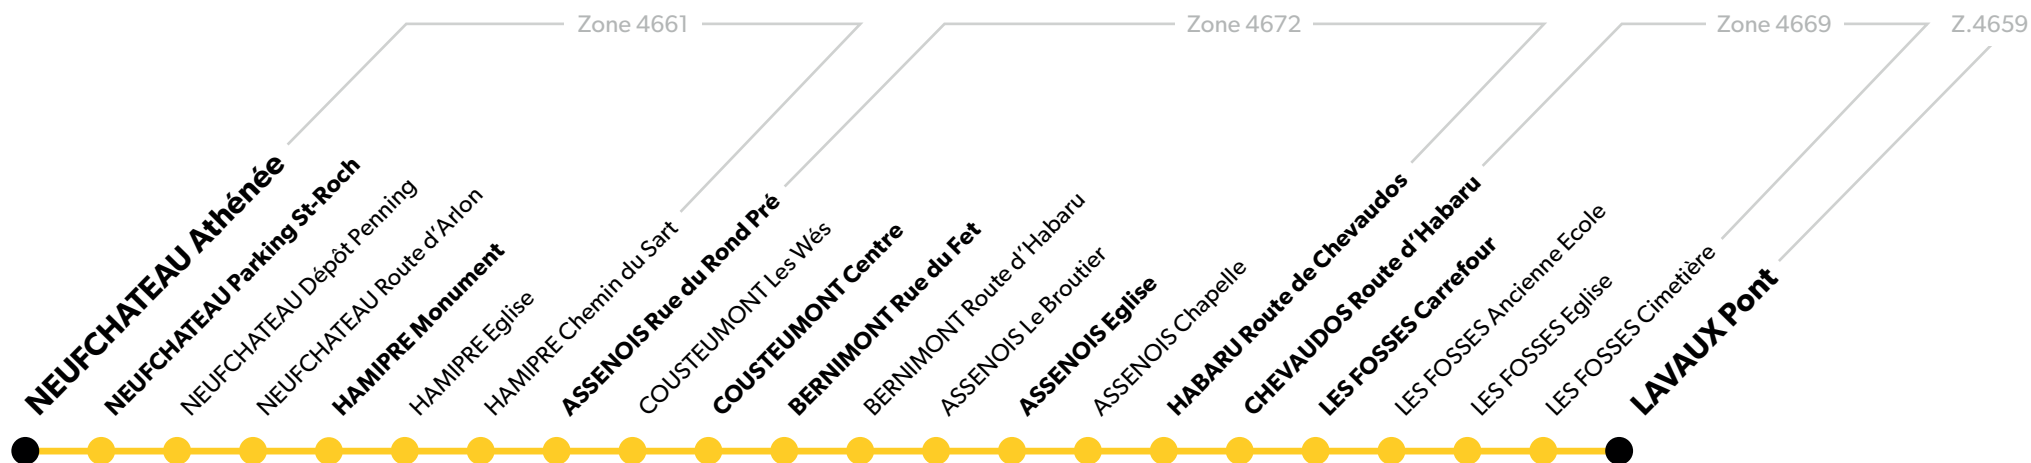 Zone 4661
Zone 4672
Zone 4669
Z.4659
NEUFCHATEAU Athénée
NEUFCHATEAU Parking St-Roch
NEUFCHATEAU Dépôt Penning
NEUFCHATEAU Route d'Arlon
HAMIPRE Monument
HAMIPRE Eglise
HAMIPRE Chemin du Sart
ASSENOIS Rue du Rond Pré
COUSTEUMONT Les Wés
COUSTEUMONT Centre
BERNIMONT Rue du Fet
BERNIMONT Route d'Habaru
ASSENOIS Le Broutier
ASSENOIS Eglise
ASSENOIS Chapelle
HABARU Route de Chevaudos
CHEVAUDOS Route d'Habaru
LES FOSSES Carrefour
LES FOSSES Ancienne Ecole
LES FOSSES Eglise
LES FOSSES Cimetière
LAVAUX Pont